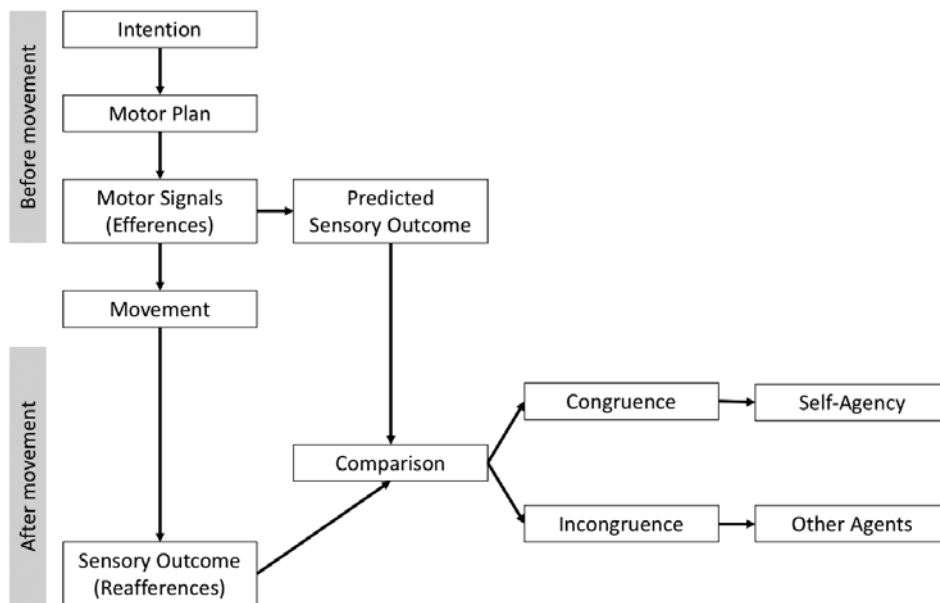 Before movement
Intention
Motor Plan
Motor Signals
(Efferences)
Predicted
Sensory Outcome
Movement
After movement
Congruence
Self-Agency
Comparison
Incongruence
Other Agents
Sensory Outcome
(Reafferences)